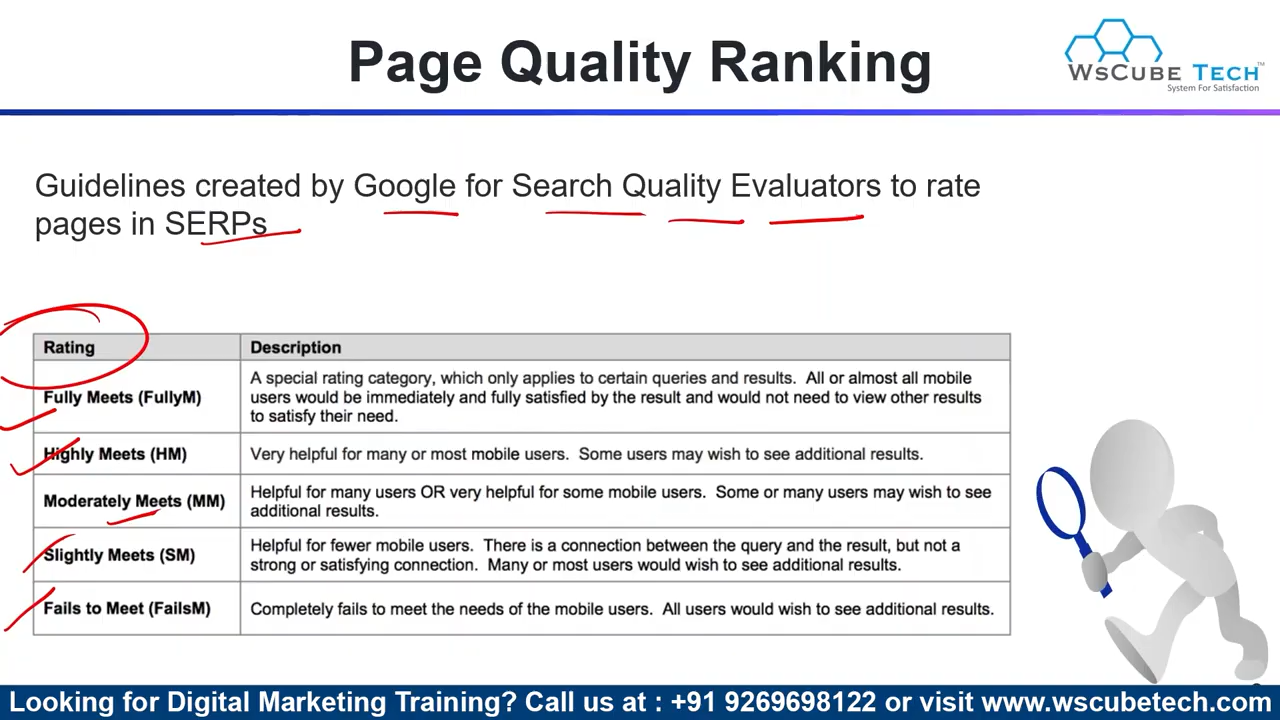 Page Quality Ranking
WsCube Tech™
System For Satisfaction
Guidelines created by Google for Search Quality Evaluators to rate
pages in SERPs
Rating
Description
Fully Meets (FullyM)
A special rating category, which only applies to certain queries and results. All or almost all mobile
users would be immediately and fully satisfied by the result and would not need to view other results
to satisfy their need.
Highly Meets (HM)
Very helpful for many or most mobile users. Some users may wish to see additional results.
Moderately Meets (MM)
Helpful for many users OR very helpful for some mobile users. Some or many users may wish to see
additional results.
Slightly Meets (SM)
Helpful for fewer mobile users. There is a connection between the query and the result, but not a
strong or satisfying connection. Many or most users would wish to see additional results.
Fails to Meet (FailsM)
Completely fails to meet the needs of the mobile users. All users would wish to see additional results.
Looking for Digital Marketing Training? Call us at : +91 9269698122 or visit www.wscubetech.com